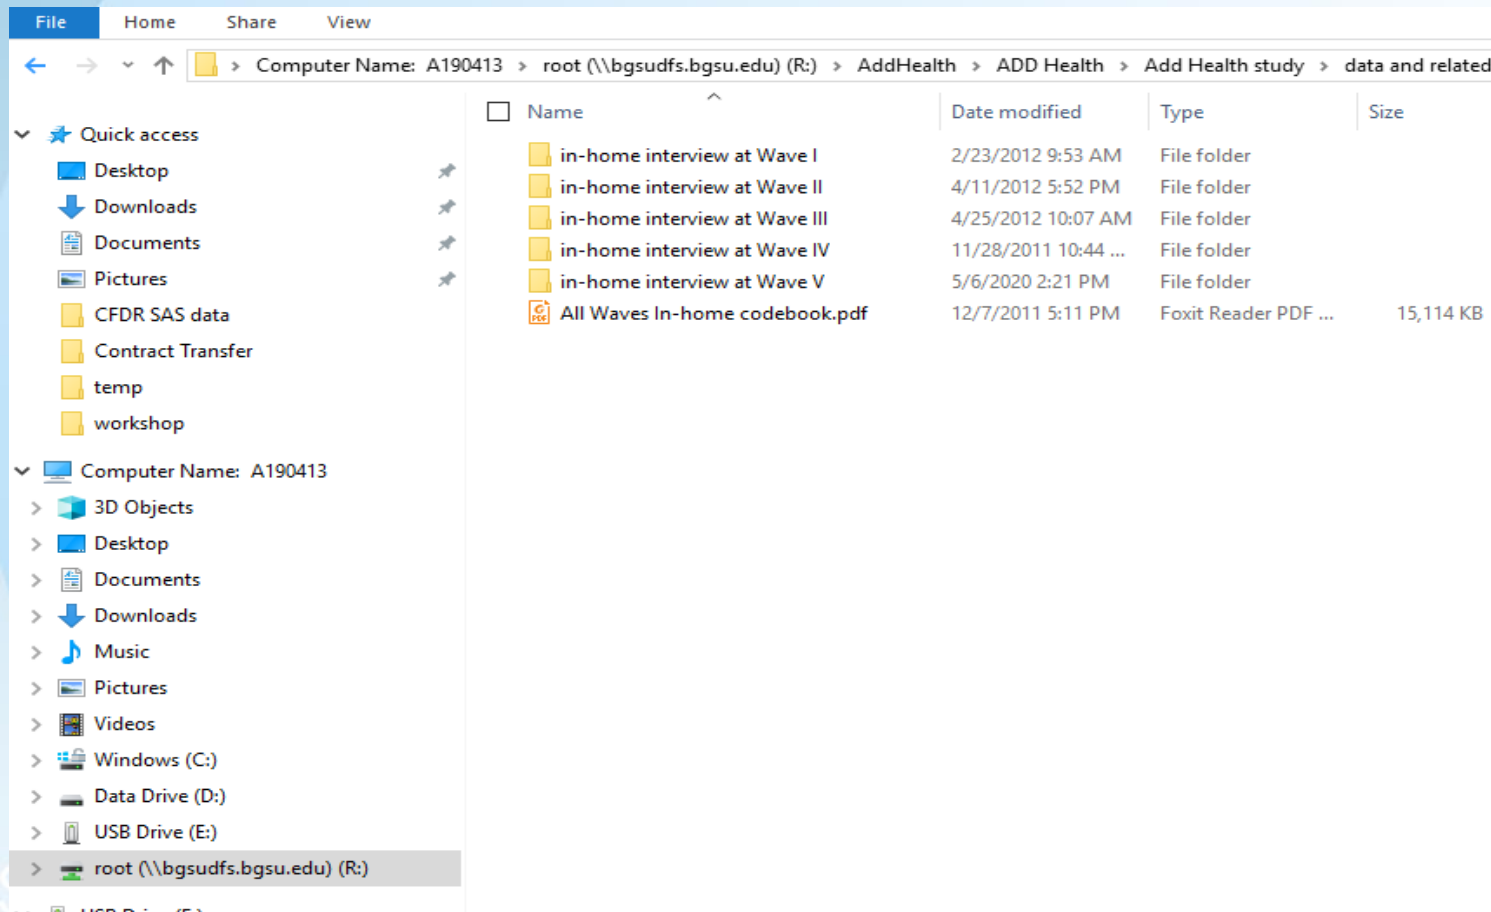 File Home Share View
Computer Name: A190413 > root (\\bgsudfs.bgsu.edu) (R:) > AddHealth > ADD Health > Add Health study > data and related
Name Date modified Type Size
Quick access
Desktop
Downloads
Documents
Pictures
CFDR SAS data
Contract Transfer
temp
workshop
Computer Name: A190413
3D Objects
Desktop
Documents
Downloads
Music
Pictures
Videos
Windows (C:)
Data Drive (D:)
USB Drive (E:)
root (\\bgsudfs.bgsu.edu) (R:)
in-home interview at Wave I 2/23/2012 9:53 AM File folder
in-home interview at Wave II 4/11/2012 5:52 PM File folder
in-home interview at Wave III 4/25/2012 10:07 AM File folder
in-home interview at Wave IV 11/28/2011 10:44 ... File folder
in-home interview at Wave V 5/6/2020 2:21 PM File folder
All Waves In-home codebook.pdf 12/7/2011 5:11 PM Foxit Reader PDF ... 15,114 KB